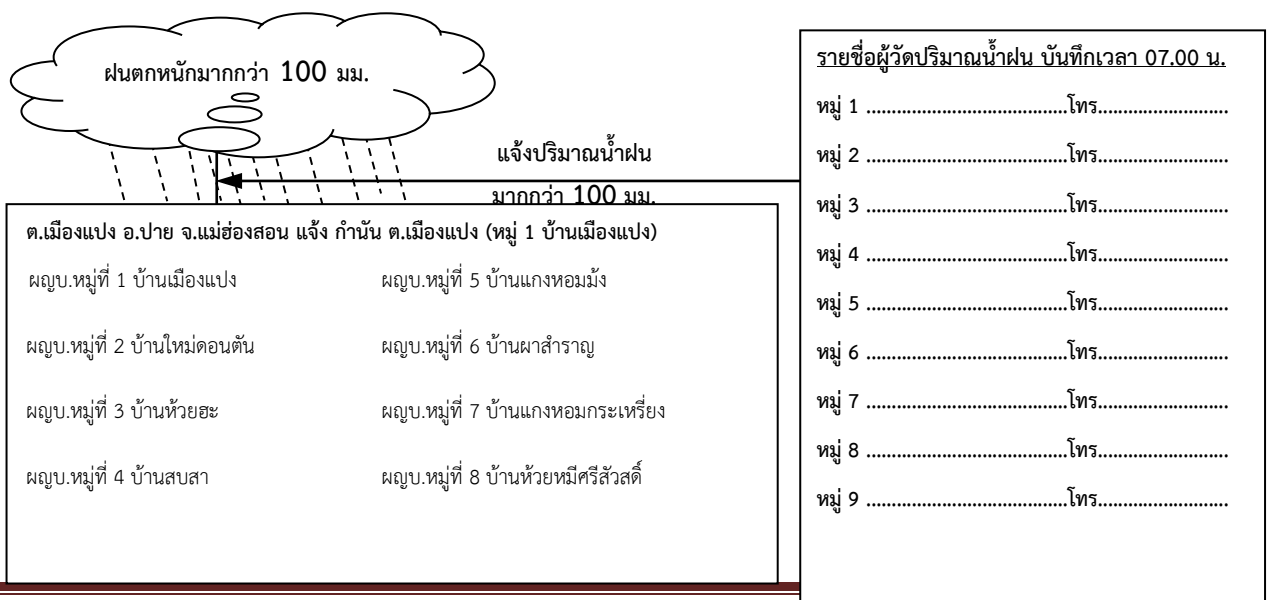 ฝนตกหนักมากกว่า 100 มม.
แจ้งปริมาณน้ำฝน
มากกว่า 100 มม.
ต.เมืองแปง อ.ปาย จ.แม่ฮ่องสอน แจ้ง กำนัน ต.เมืองแปง (หมู่ 1 บ้านเมืองแปง)
ผญบ.หมู่ที่ 1 บ้านเมืองแปง ผญบ.หมู่ที่ 5 บ้านแกงหอมม้ง
ผญบ.หมู่ที่ 2 บ้านใหม่ดอนตัน ผญบ.หมู่ที่ 6 บ้านผาสำราญ
ผญบ.หมู่ที่ 3 บ้านห้วยฮะ ผญบ.หมู่ที่ 7 บ้านแกงหอมกระเหรี่ยง
ผญบ.หมู่ที่ 4 บ้านสบสา ผญบ.หมู่ที่ 8 บ้านห้วยหมีศรีสัวสดิ์
รายชื่อผู้วัดปริมาณน้ำฝน บันทึกเวลา 07.00 น.
หมู่ 1 ........................................โทร..........................
หมู่ 2 ........................................โทร..........................
หมู่ 3 ........................................โทร..........................
หมู่ 4 ........................................โทร..........................
หมู่ 5 ........................................โทร..........................
หมู่ 6 ........................................โทร..........................
หมู่ 7 ........................................โทร..........................
หมู่ 8 ........................................โทร..........................
หมู่ 9 ........................................โทร..........................